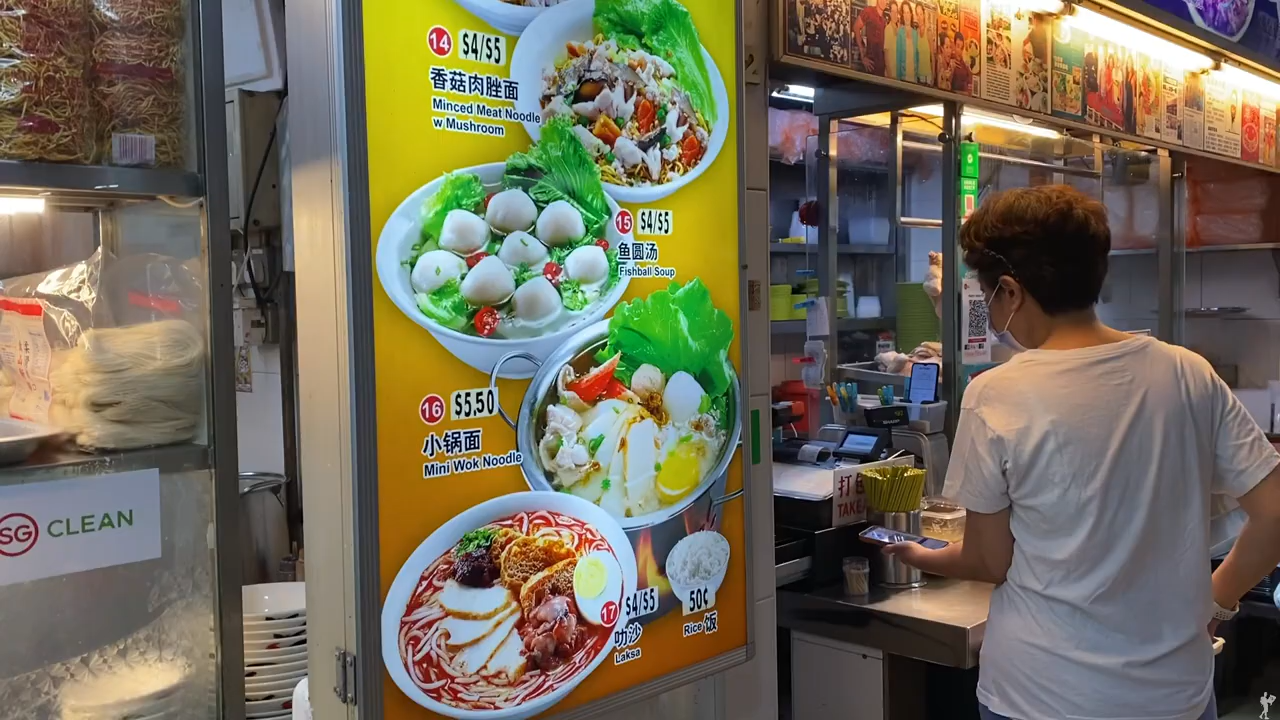 14 $4/$5
香菇肉脞面
Minced Meat Noodle
w Mushroom
15 $4/$5
鱼圆汤
Fishball Soup
16 $5.50
小锅面
Mini Wok Noodle
17 $4/$5
叻沙
Laksa
50¢
Rice 饭
SG CLEAN
打包
TAKE